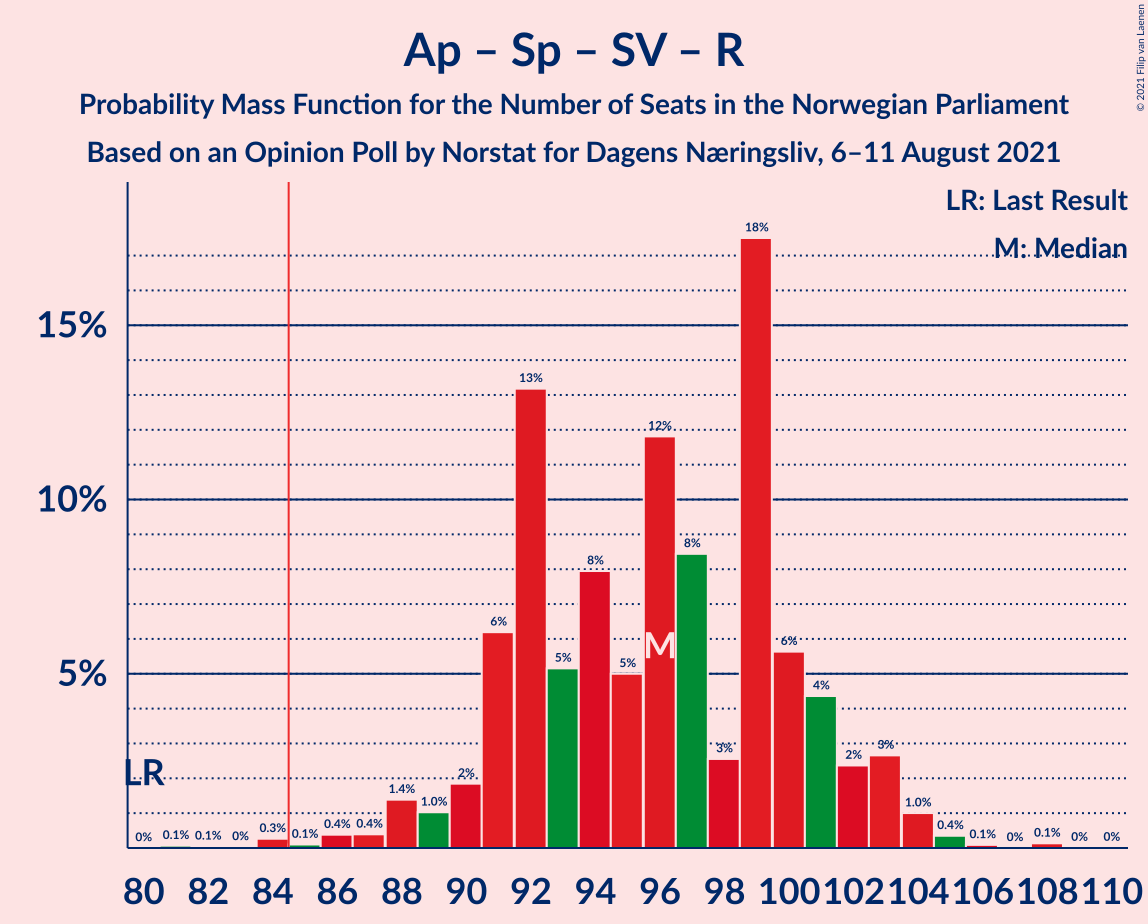 Ap – Sp – SV – R
Probability Mass Function for the Number of Seats in the Norwegian Parliament
Based on an Opinion Poll by Norstat for Dagens Næringsliv, 6–11 August 2021
© 2021 Filip van Laenen
LR: Last Result
M: Median
15%
10%
5%
LR
M
0% 0.1% 0.1% 0% 0.3% 0.1% 0.4% 0.4% 1.4% 1.0% 2% 6% 13% 5% 8% 5% 12% 8% 3% 18% 6% 4% 2% 3% 1.0% 0.4% 0.1% 0% 0.1% 0% 0%
80 82 84 86 88 90 92 94 96 98 100 102 104 106 108 110